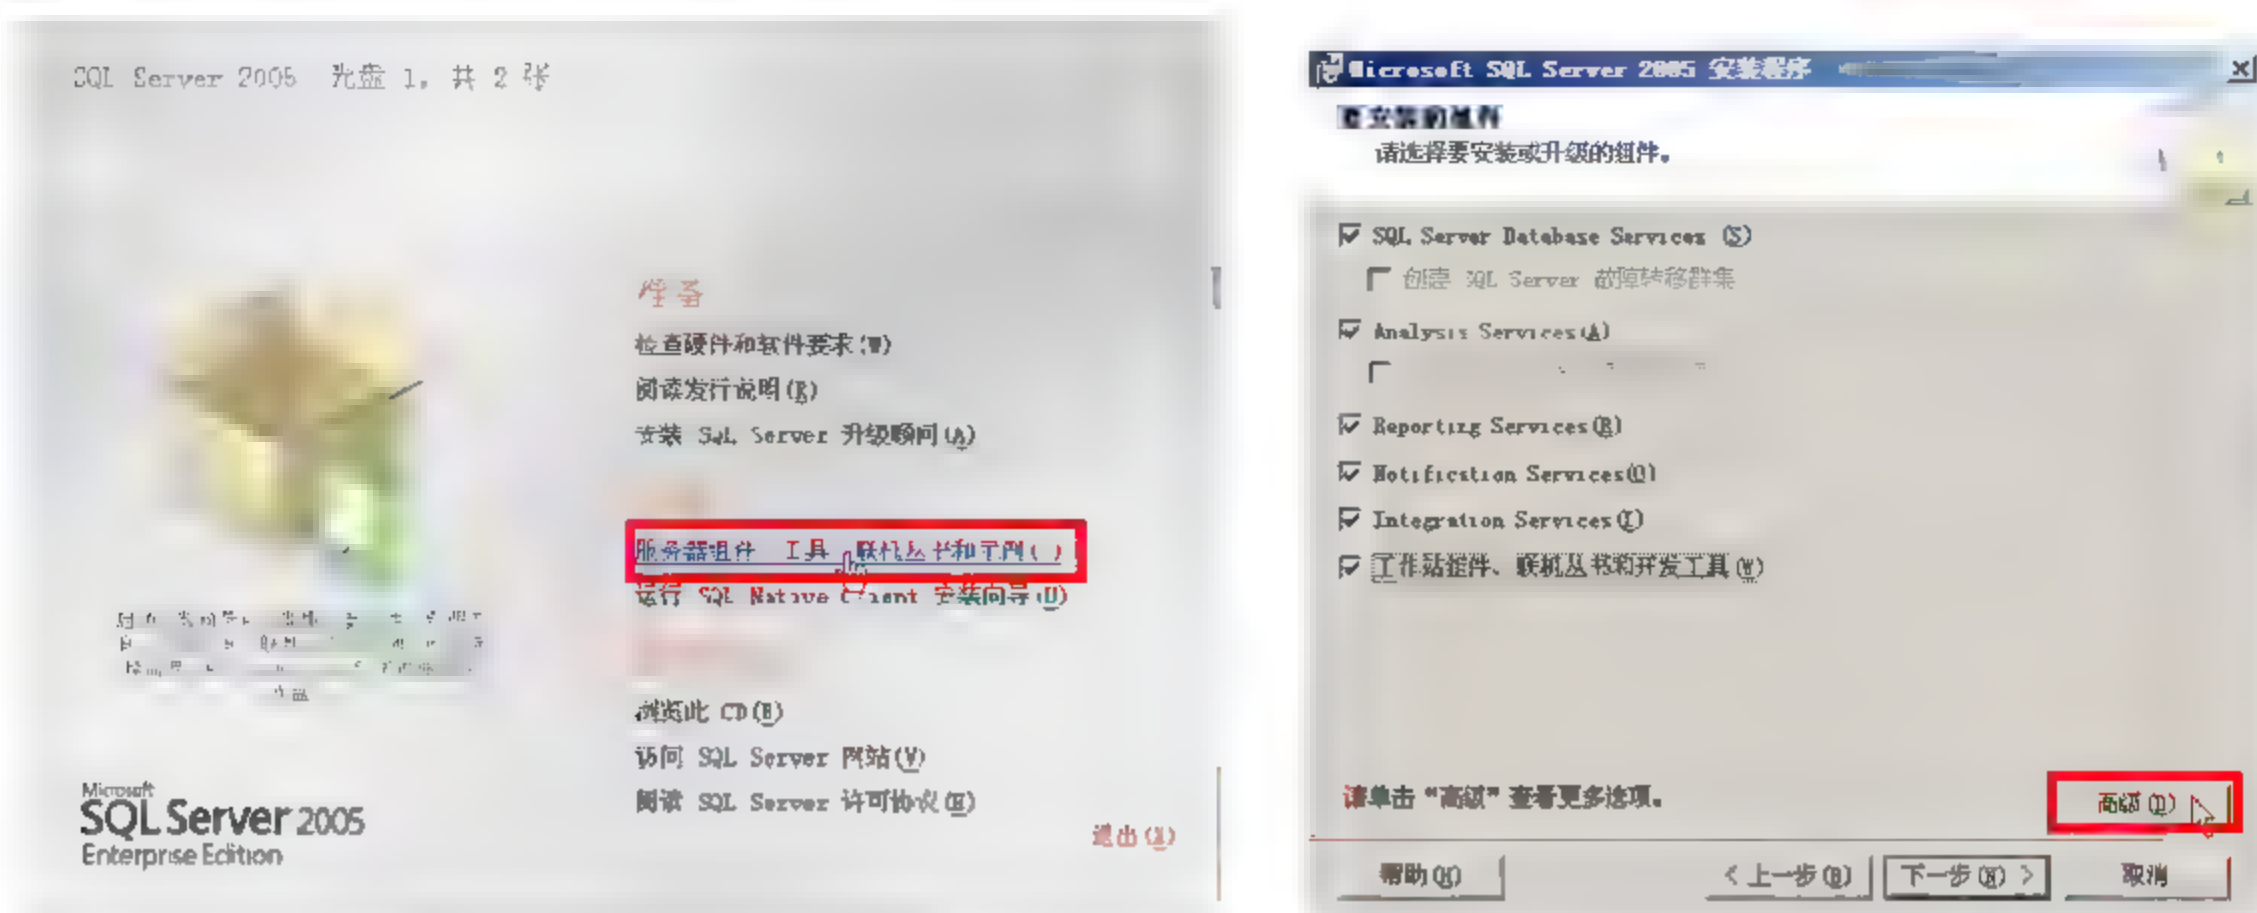 SQL Server 2005 光盘 1, 共 2 张
准备
检查硬件和软件要求(W)
阅读发行说明(R)
安装 SQL Server 升级顾问(A)
服务器组件 工具 联机丛书和示例( )
运行 SQL Native Client 安装向导(U)
浏览此 CD(B)
访问 SQL Server 网站(V)
阅读 SQL Server 许可协议(E)
退出(X)
Microsoft
SQL Server 2005
Enterprise Edition
Microsoft SQL Server 2005 安装程序
要安装的组件
请选择要安装或升级的组件。
SQL Server Database Services (S)
创建 SQL Server 故障转移群集
Analysis Services(A)
Reporting Services(R)
Notification Services(O)
Integration Services(I)
工作站组件、联机丛书和开发工具(W)
请单击“高级”查看更多选项。
高级(D)
帮助(H)
< 上一步(B)
下一步(N) >
取消